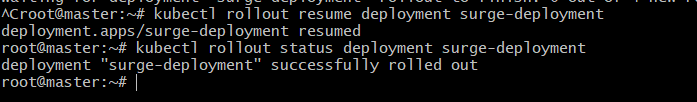 ^Croot@master:~# kubectl rollout resume deployment surge-deployment
deployment.apps/surge-deployment resumed
root@master:~# kubectl rollout status deployment surge-deployment
deployment "surge-deployment" successfully rolled out
root@master:~#